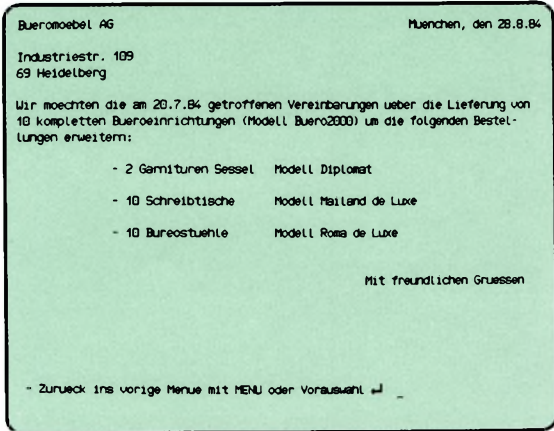 Bueromoebel AG Muenchen, den 28.8.84
Industriestr. 109
69 Heidelberg
Wir moechten die am 20.7.84 getroffenen Vereinbarungen ueber die Lieferung von
10 kompletten Bueroeinrichtungen (Modell Buero2000) um die folgenden Bestel-
lungen erweitern:
- 2 Garnituren Sessel Modell Diplomat
- 10 Schreibtische Modell Mailand de Luxe
- 10 Bureostuehle Modell Roma de Luxe
Mit freundlichen Gruessen
- Zurueck ins vorige Menue mit MENU oder Vorauswahl ↵ _